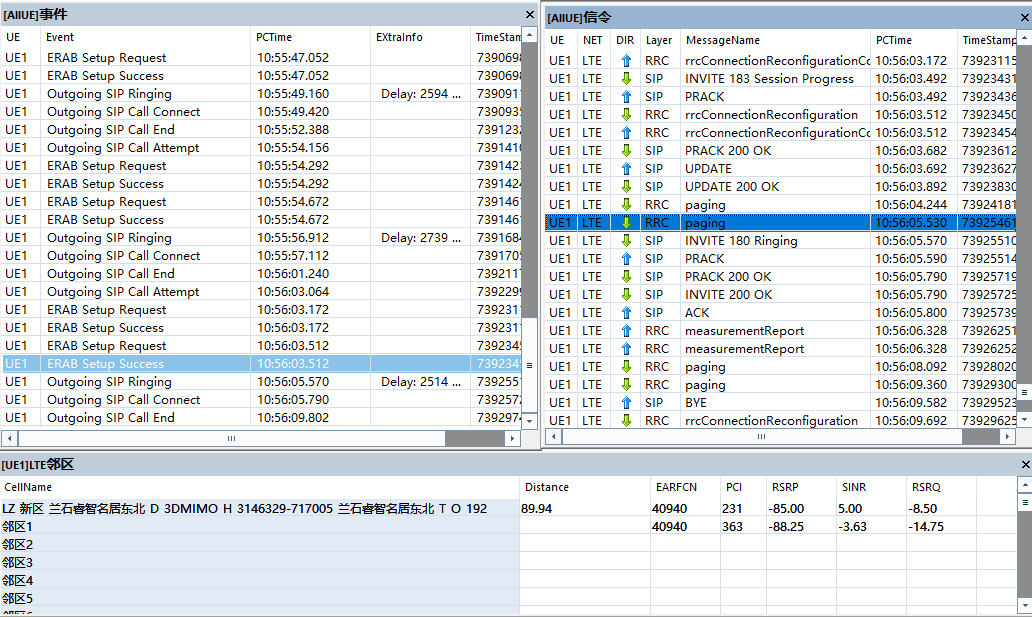 [AllUE]事件
UE Event PCTime EXtraInfo TimeStam
UE1 ERAB Setup Request 10:55:47.052 739069
UE1 ERAB Setup Success 10:55:47.052 739069
UE1 Outgoing SIP Ringing 10:55:49.160 Delay: 2594 ... 739091
UE1 Outgoing SIP Call Connect 10:55:49.420 739093
UE1 Outgoing SIP Call End 10:55:52.388 739123
UE1 Outgoing SIP Call Attempt 10:55:54.156 739141
UE1 ERAB Setup Request 10:55:54.292 739142
UE1 ERAB Setup Success 10:55:54.292 739142
UE1 ERAB Setup Request 10:55:54.672 739146
UE1 ERAB Setup Success 10:55:54.672 739146
UE1 Outgoing SIP Ringing 10:55:56.912 Delay: 2739 ... 739168
UE1 Outgoing SIP Call Connect 10:55:57.112 739170
UE1 Outgoing SIP Call End 10:56:01.240 739211
UE1 Outgoing SIP Call Attempt 10:56:03.064 739229
UE1 ERAB Setup Request 10:56:03.172 739231
UE1 ERAB Setup Success 10:56:03.172 739231
UE1 ERAB Setup Request 10:56:03.512 739234
UE1 ERAB Setup Success 10:56:03.512 739234
UE1 Outgoing SIP Ringing 10:56:05.570 Delay: 2514 ... 739255
UE1 Outgoing SIP Call Connect 10:56:05.790 739257
UE1 Outgoing SIP Call End 10:56:09.802 739297
[AllUE]信令
UE NET DIR Layer MessageName PCTime TimeStamp
UE1 LTE RRC rrcConnectionReconfigurationCo 10:56:03.172 73923115
UE1 LTE SIP INVITE 183 Session Progress 10:56:03.492 73923431
UE1 LTE SIP PRACK 10:56:03.492 73923436
UE1 LTE RRC rrcConnectionReconfiguration 10:56:03.512 73923450
UE1 LTE RRC rrcConnectionReconfigurationCo 10:56:03.512 73923454
UE1 LTE SIP PRACK 200 OK 10:56:03.682 73923612
UE1 LTE SIP UPDATE 10:56:03.692 73923627
UE1 LTE SIP UPDATE 200 OK 10:56:03.892 73923830
UE1 LTE RRC paging 10:56:04.244 73924181
UE1 LTE RRC paging 10:56:05.530 73925461
UE1 LTE SIP INVITE 180 Ringing 10:56:05.570 73925510
UE1 LTE SIP PRACK 10:56:05.590 73925514
UE1 LTE SIP PRACK 200 OK 10:56:05.790 73925719
UE1 LTE SIP INVITE 200 OK 10:56:05.790 73925725
UE1 LTE SIP ACK 10:56:05.800 73925739
UE1 LTE RRC measurementReport 10:56:06.328 73926251
UE1 LTE RRC measurementReport 10:56:06.328 73926252
UE1 LTE RRC paging 10:56:08.092 73928020
UE1 LTE RRC paging 10:56:09.360 73929300
UE1 LTE SIP BYE 10:56:09.582 73929523
UE1 LTE RRC rrcConnectionReconfiguration 10:56:09.692 73929625
[UE1]LTE邻区
CellName Distance EARFCN PCI RSRP SINR RSRQ
LZ 新区 兰石睿智名居东北 D 3DMIMO H 3146329-717005 兰石睿智名居东北 T O 192 89.94 40940 231 -85.00 5.00 -8.50
邻区1 40940 363 -88.25 -3.63 -14.75
邻区2
邻区3
邻区4
邻区5